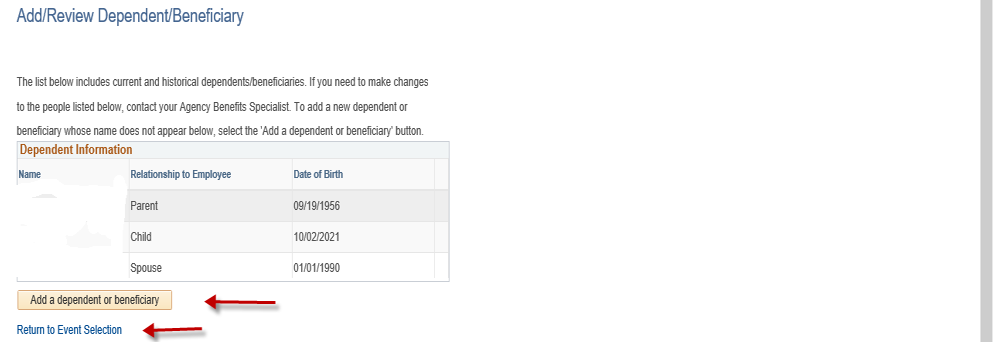 Add/Review Dependent/Beneficiary
The list below includes current and historical dependents/beneficiaries. If you need to make changes
to the people listed below, contact your Agency Benefits Specialist. To add a new dependent or
beneficiary whose name does not appear below, select the 'Add a dependent or beneficiary' button.
Dependent Information
Name Relationship to Employee Date of Birth
Parent 09/19/1956
Child 10/02/2021
Spouse 01/01/1990
Add a dependent or beneficiary
Return to Event Selection